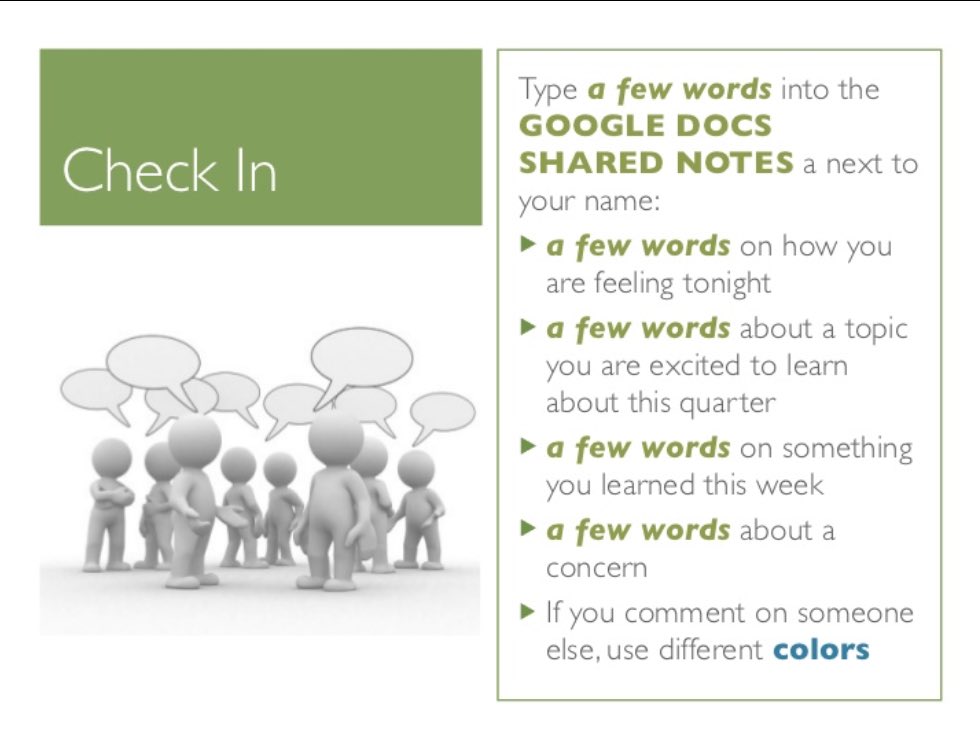 Check In
Type a few words into the
GOOGLE DOCS
SHARED NOTES a next to
your name:
a few words on how you
are feeling tonight
a few words about a topic
you are excited to learn
about this quarter
a few words on something
you learned this week
a few words about a
concern
If you comment on someone
else, use different colors